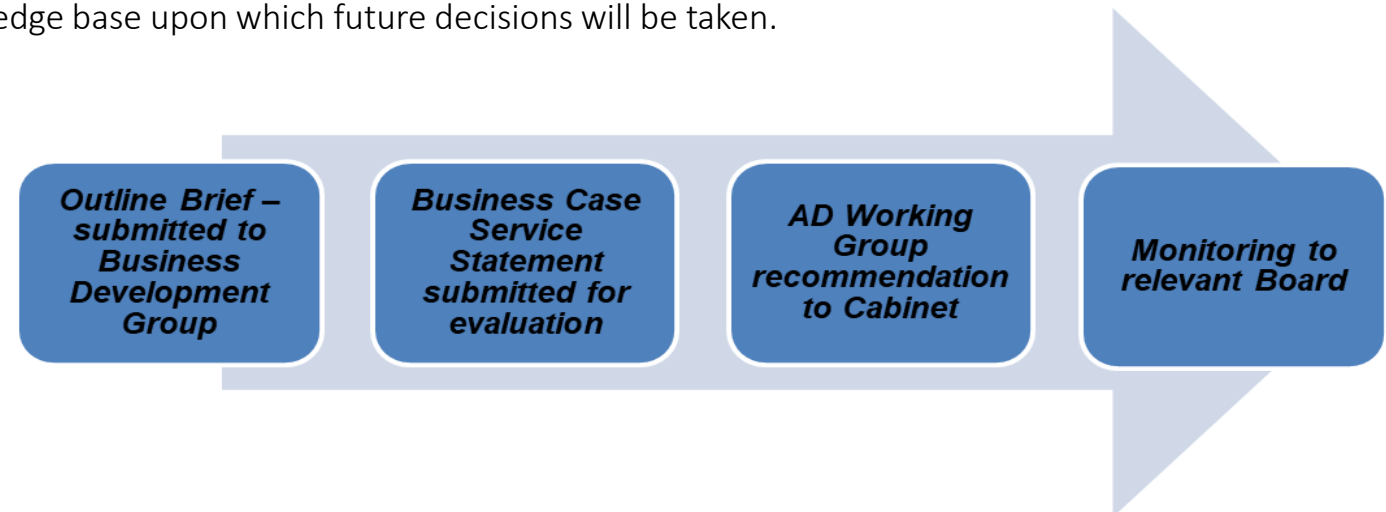 edge base upon which future decisions will be taken.
Outline Brief –
submitted to
Business
Development
Group
Business Case
Service
Statement
submitted for
evaluation
AD Working
Group
recommendation
to Cabinet
Monitoring to
relevant Board